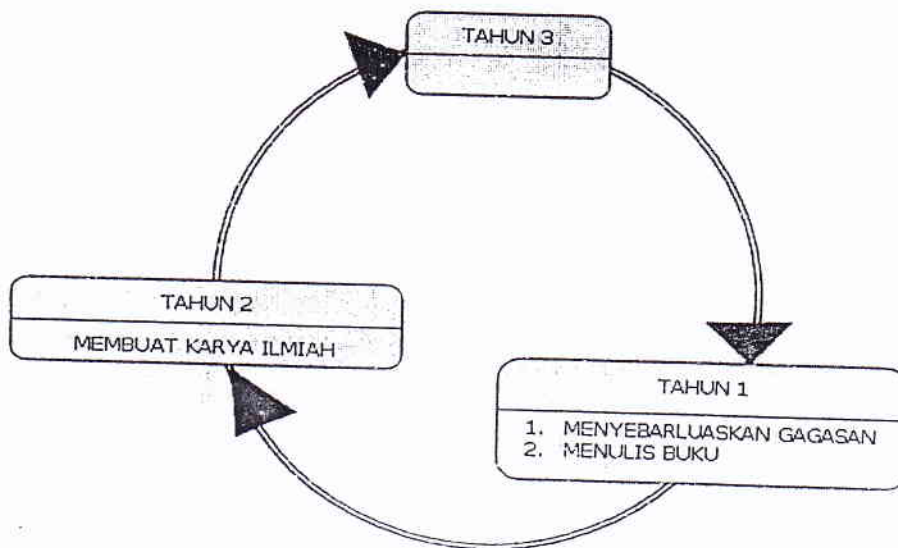 TAHUN 3
TAHUN 2
MEMBUAT KARYA ILMIAH
TAHUN 1
1. MENYEBARLUASKAN GAGASAN
2. MENULIS BUKU